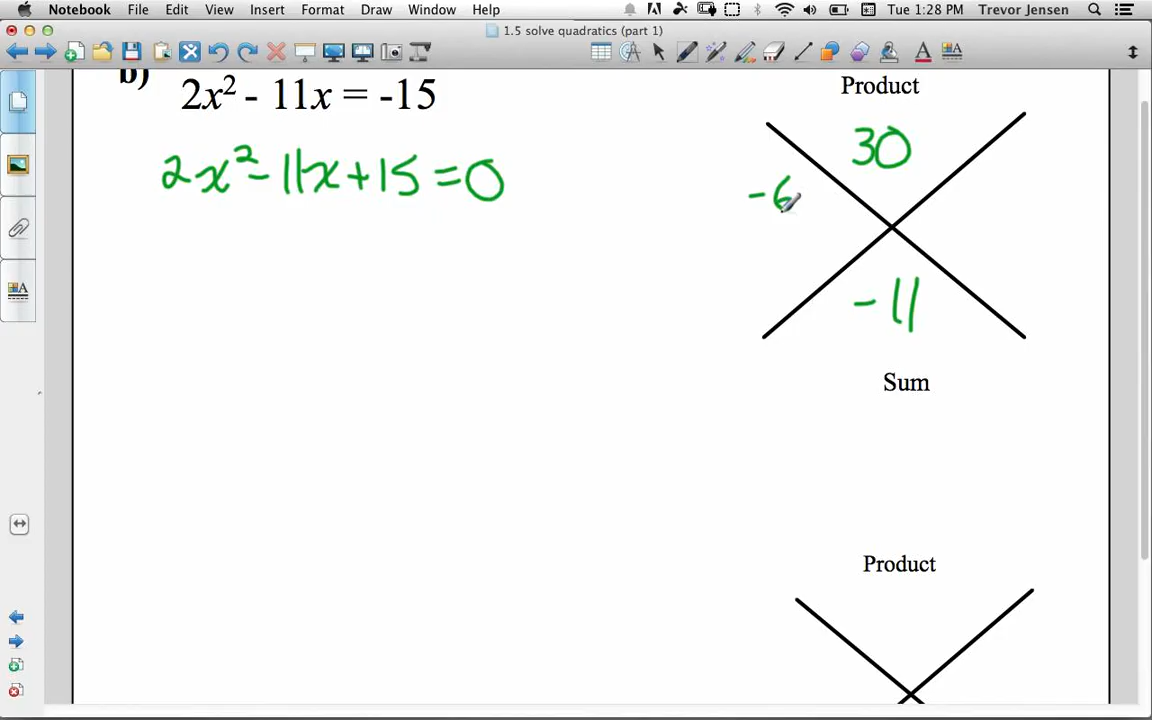 Notebook File Edit View Insert Format Draw Window Help Tue 1:28 PM Trevor Jensen
1.5 solve quadratics (part 1)
b)
2x² - 11x = -15
2x² - 11x + 15 = 0
Product
30
-6
-11
Sum
Product